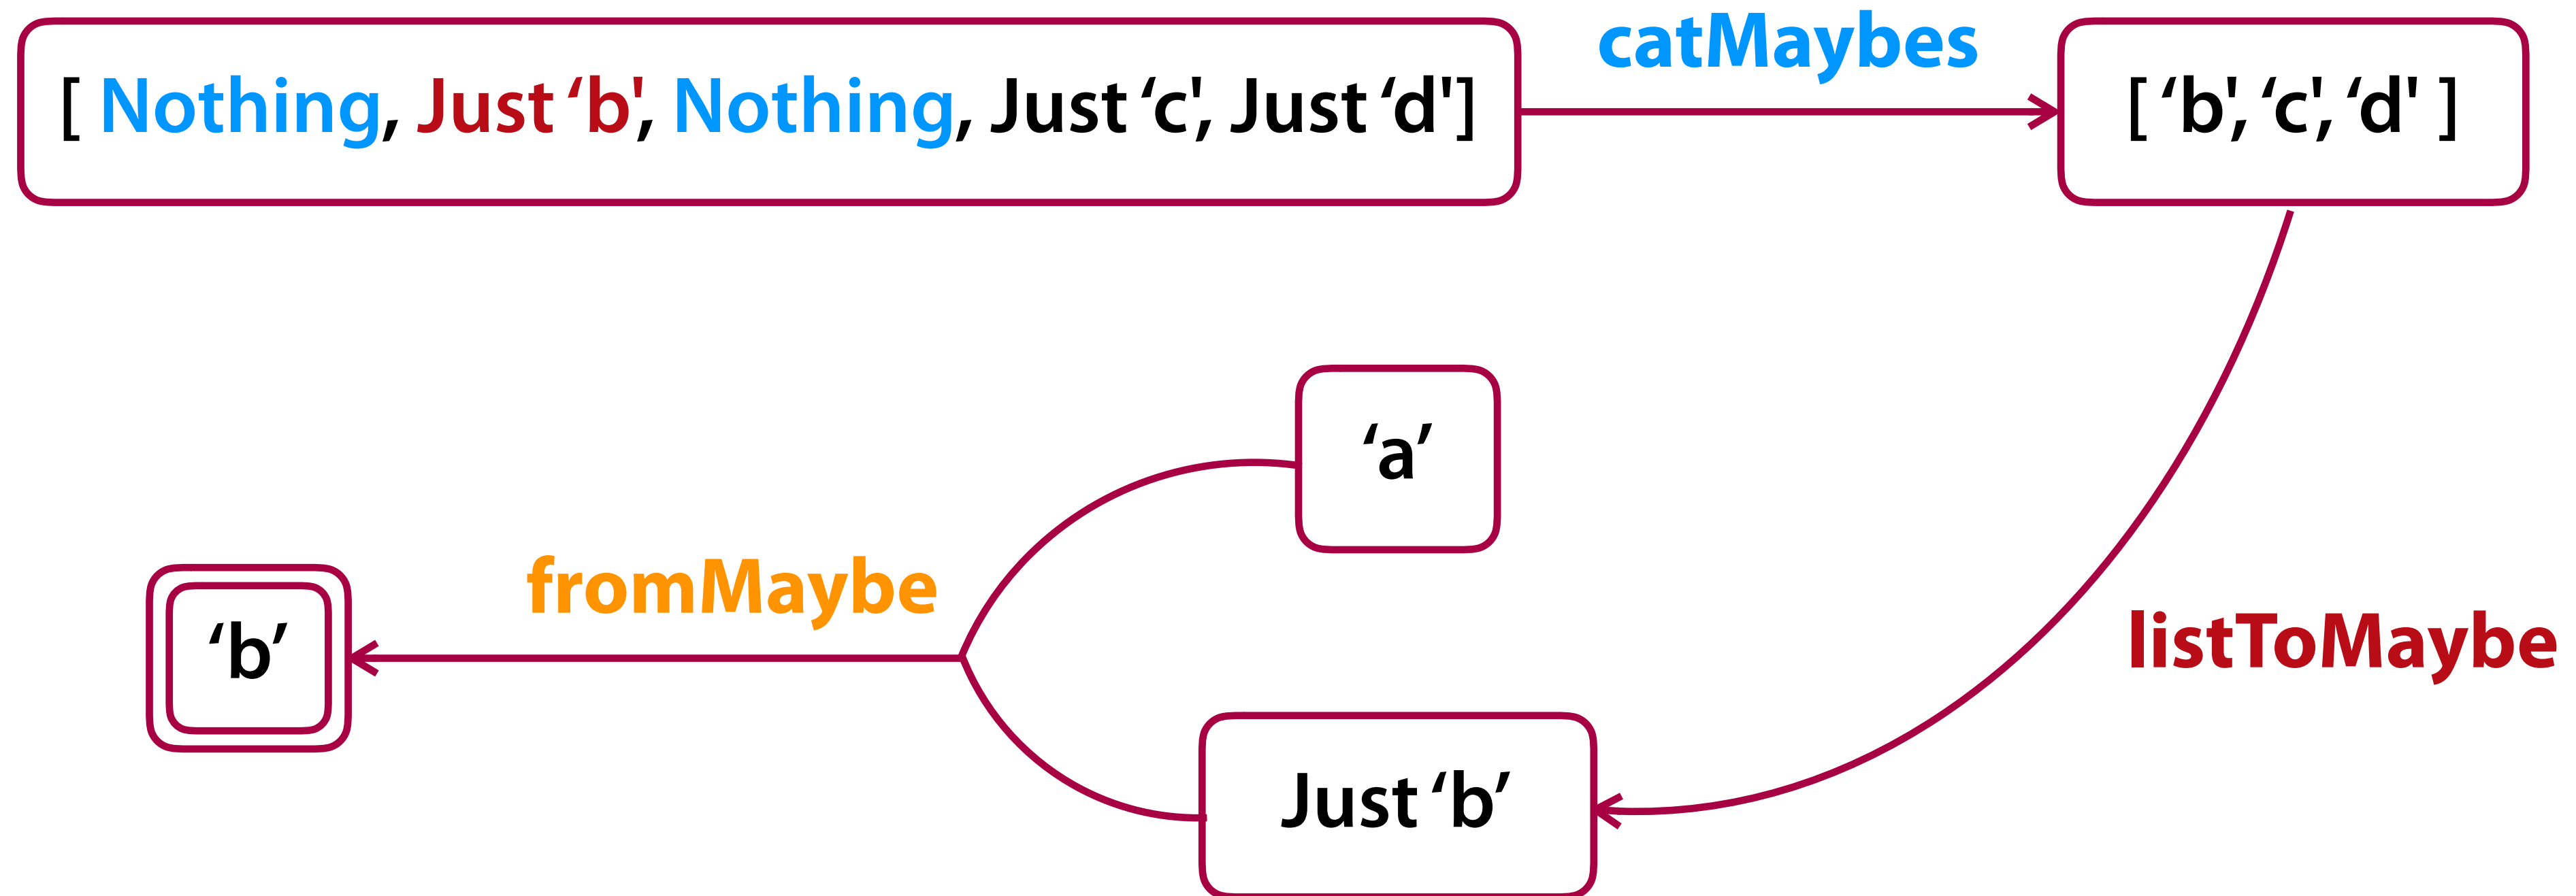 catMaybes
[ Nothing, Just ‘b', Nothing, Just ‘c', Just ‘d']
[ ‘b', ‘c', ‘d' ]
‘a’
fromMaybe
‘b’
listToMaybe
Just ‘b’